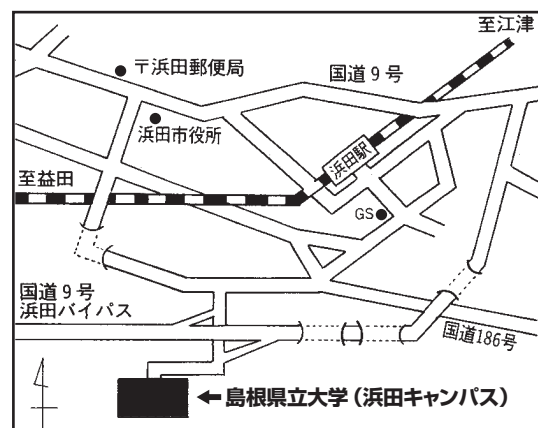 至江津
〒浜田郵便局
国道9号
浜田市役所
浜田駅
至益田
GS
国道9号
浜田バイパス
国道186号
←島根県立大学(浜田キャンパス)